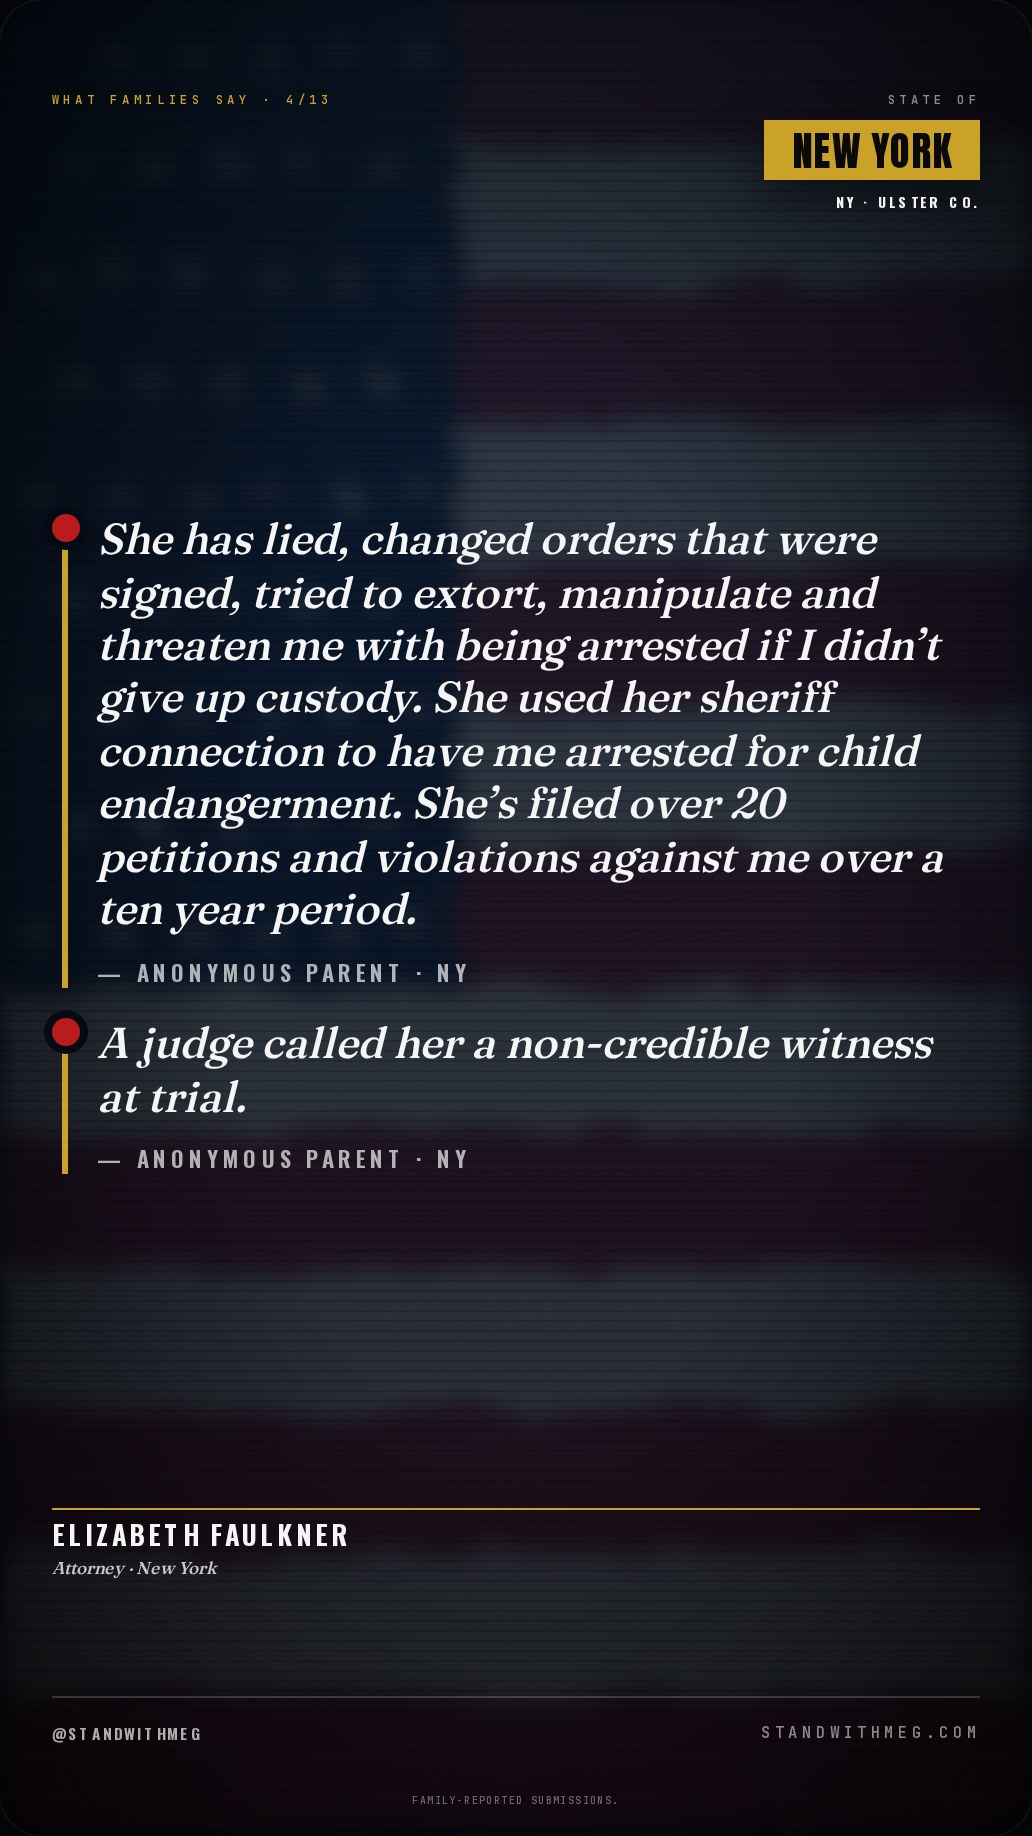 WHAT FAMILIES SAY · 4/13
STATE OF
NEW YORK
NY · ULSTER CO.
She has lied, changed orders that were
signed, tried to extort, manipulate and
threaten me with being arrested if I didn’t
give up custody. She used her sheriff
connection to have me arrested for child
endangerment. She’s filed over 20
petitions and violations against me over a
ten year period.
— ANONYMOUS PARENT · NY
A judge called her a non-credible witness
at trial.
— ANONYMOUS PARENT · NY
ELIZABETH FAULKNER
Attorney · New York
@STANDWITHMEG
STANDWITHMEG.COM
FAMILY-REPORTED SUBMISSIONS.